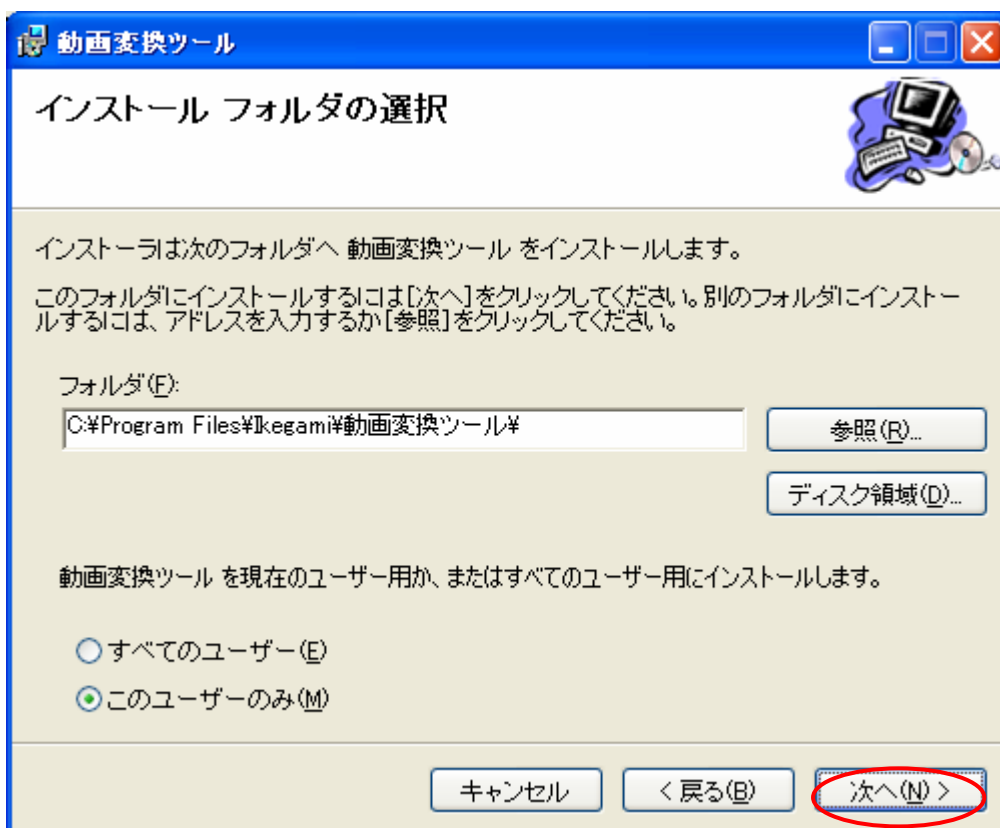 動画変換ツール
インストール フォルダの選択
インストーラは次のフォルダへ 動画変換ツール をインストールします。
このフォルダにインストールするには[次へ]をクリックしてください。別のフォルダにインストー
ルするには、アドレスを入力するか[参照]をクリックしてください。
フォルダ(F):
C:¥Program Files¥Ikegami¥動画変換ツール¥
参照(R)...
ディスク領域(D)...
動画変換ツール を現在のユーザー用か、またはすべてのユーザー用にインストールします。
すべてのユーザー(E)
このユーザーのみ(M)
キャンセル
< 戻る(B)
次へ(N) >